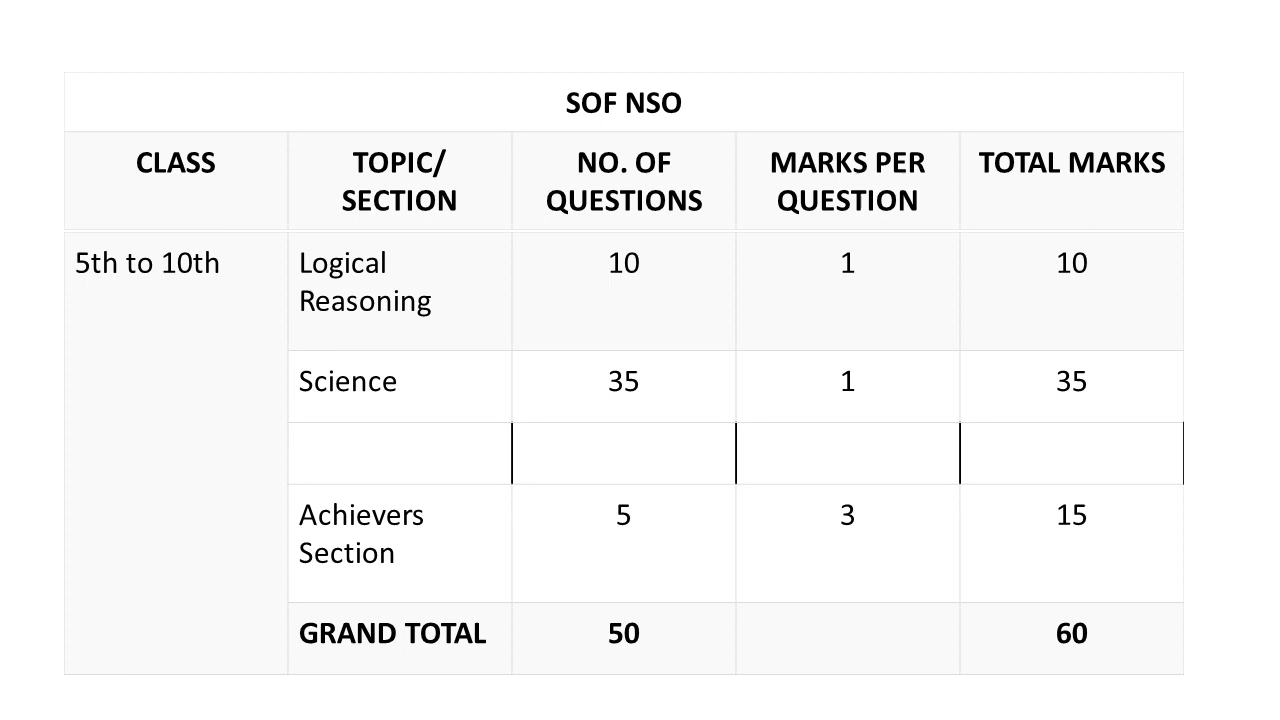 SOF NSO
CLASS
TOPIC/
SECTION
NO. OF
QUESTIONS
MARKS PER
QUESTION
TOTAL MARKS
5th to 10th
Logical
Reasoning
10
1
10
Science
35
1
35
Achievers
Section
5
3
15
GRAND TOTAL
50
60